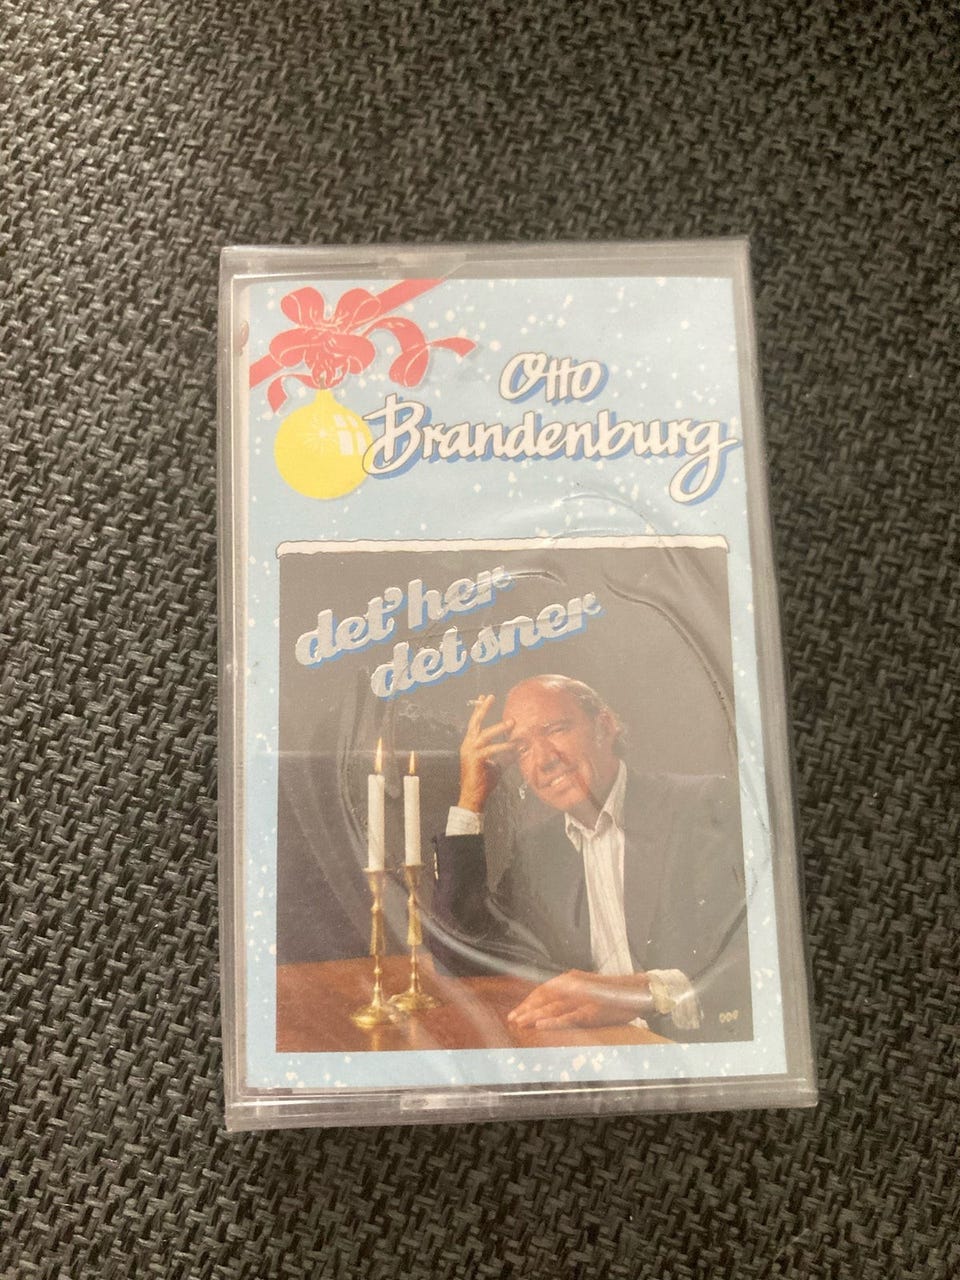 Otto
Brandenburg
det' her
det sner